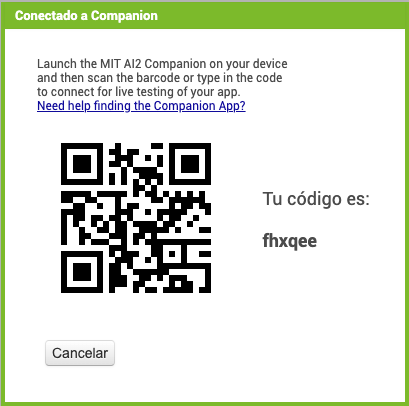 Conectado a Companion
Launch the MIT AI2 Companion on your device
and then scan the barcode or type in the code
to connect for live testing of your app.
Need help finding the Companion App?
Tu código es:
fhxqee
Cancelar